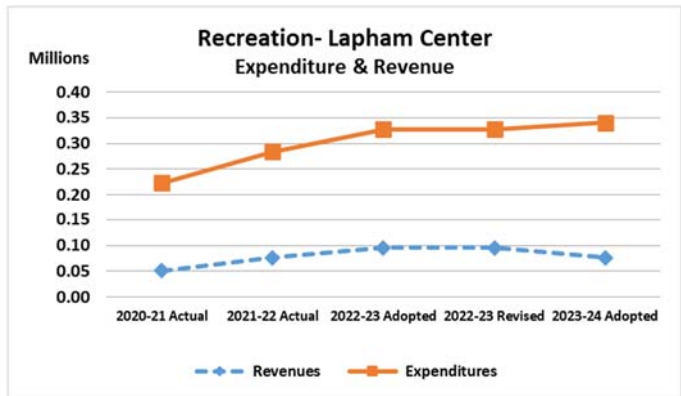 Recreation- Lapham Center
Expenditure & Revenue
Millions
0.40
0.35
0.30
0.25
0.20
0.15
0.10
0.05
0.00
2020-21 Actual 2021-22 Actual 2022-23 Adopted 2022-23 Revised 2023-24 Adopted
Revenues Expenditures